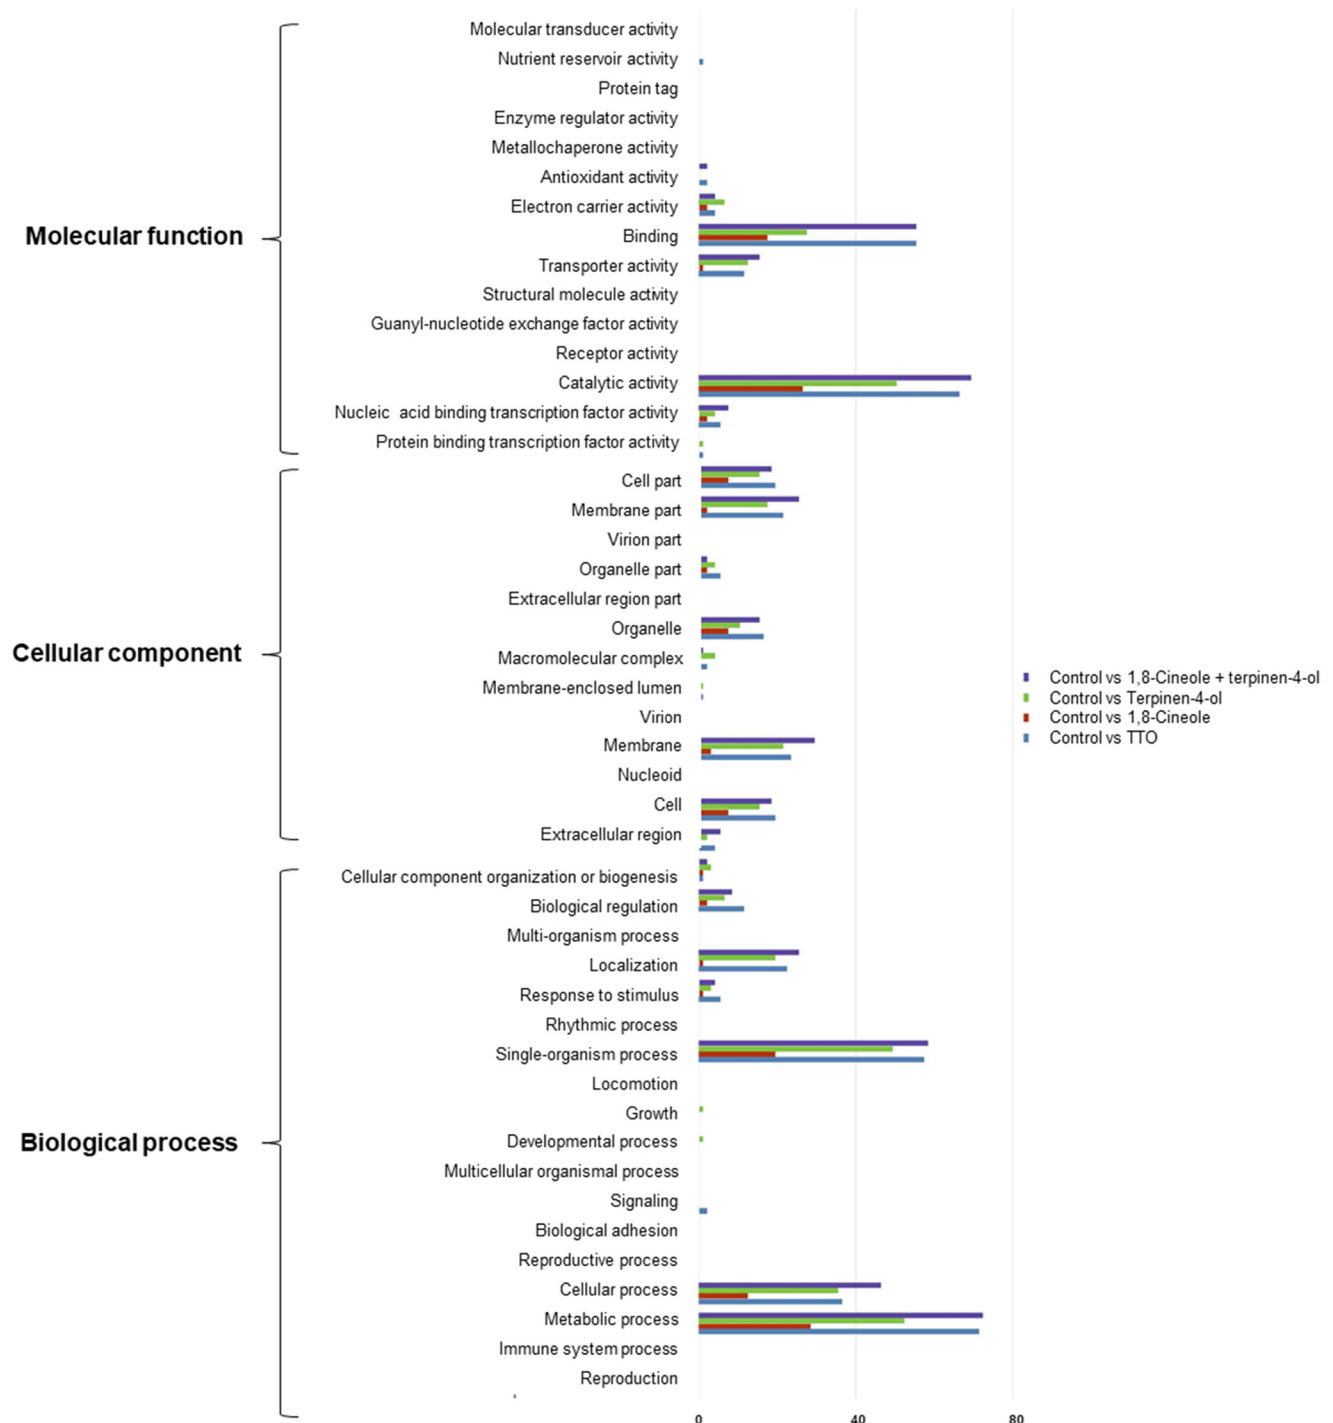 Molecular function
Molecular transducer activity
Nutrient reservoir activity
Protein tag
Enzyme regulator activity
Metallochaperone activity
Antioxidant activity
Electron carrier activity
Binding
Transporter activity
Structural molecule activity
Guanyl-nucleotide exchange factor activity
Receptor activity
Catalytic activity
Nucleic acid binding transcription factor activity
Protein binding transcription factor activity
Cellular component
Cell part
Membrane part
Virion part
Organelle part
Extracellular region part
Organelle
Macromolecular complex
Membrane-enclosed lumen
Virion
Membrane
Nucleoid
Cell
Extracellular region
Biological process
Cellular component organization or biogenesis
Biological regulation
Multi-organism process
Localization
Response to stimulus
Rhythmic process
Single-organism process
Locomotion
Growth
Developmental process
Multicellular organismal process
Signaling
Biological adhesion
Reproductive process
Cellular process
Metabolic process
Immune system process
Reproduction
0 40 80
Control vs 1,8-Cineole + terpinen-4-ol
Control vs Terpinen-4-ol
Control vs 1,8-Cineole
Control vs TTO